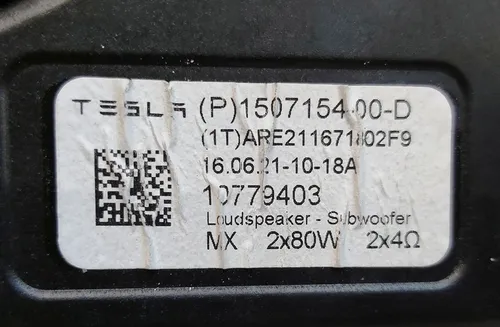 TESLA (P)1507154-00-D
(1T)ARE211671802F9
16.06.21-10-18A
10779403
Loudspeaker - Subwoofer
MX 2x80W 2x4Ω